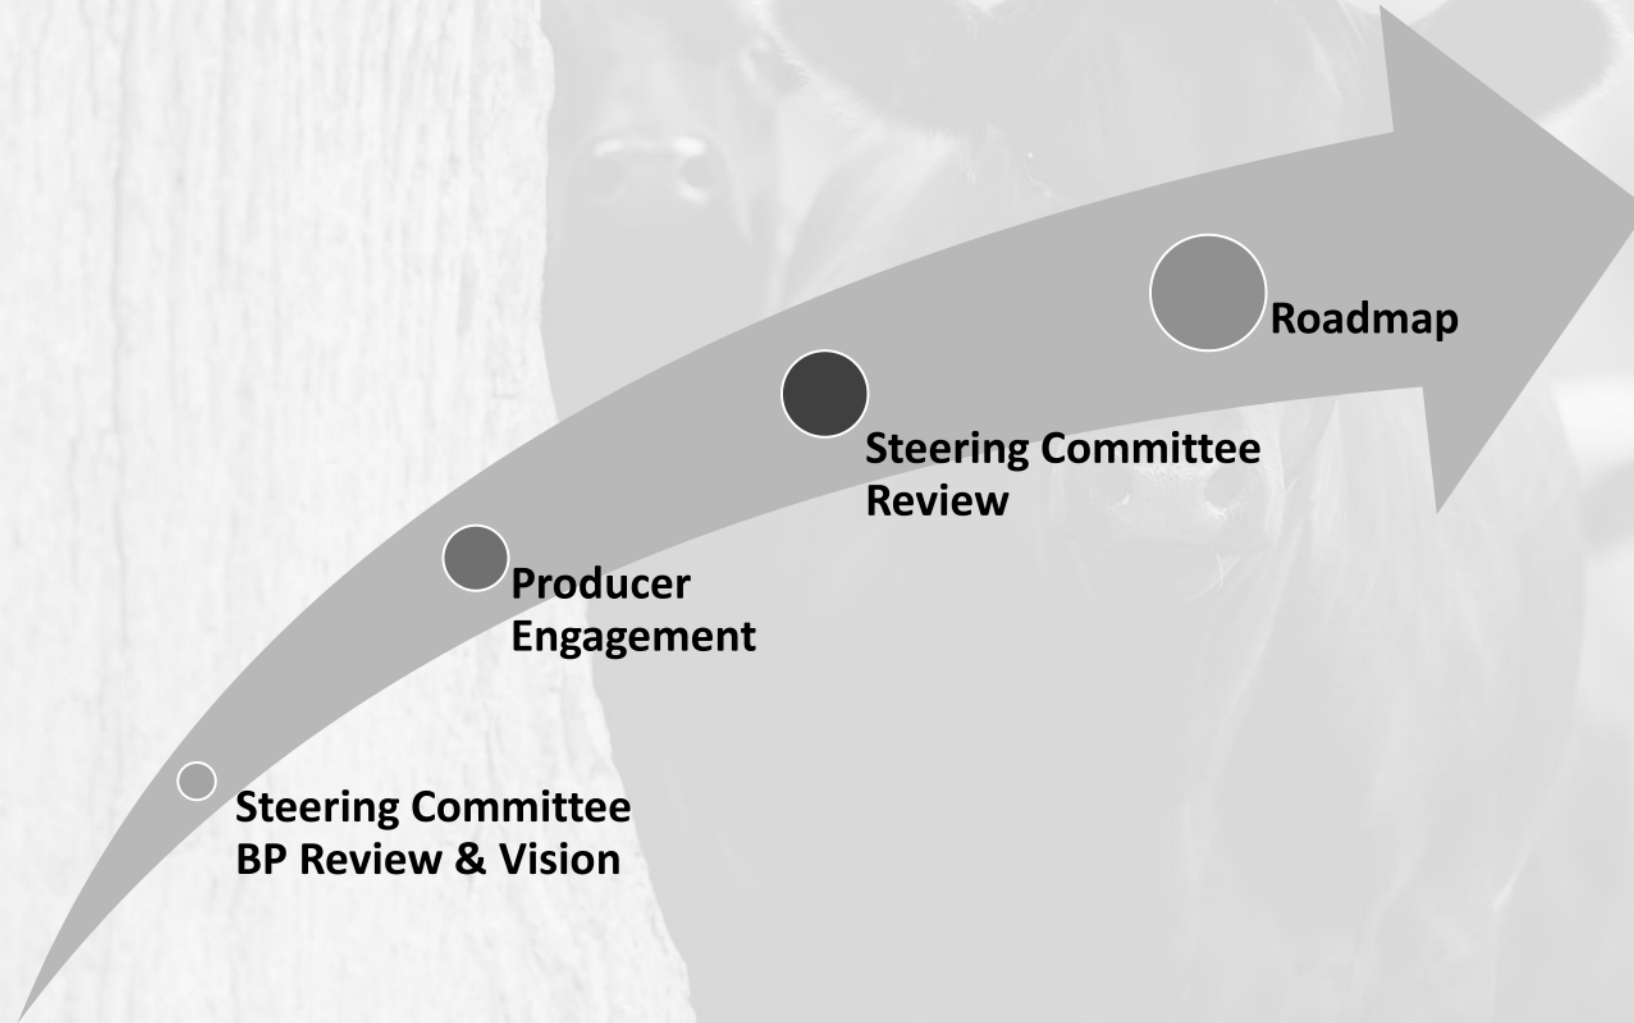 Roadmap
Steering Committee
Review
Producer
Engagement
Steering Committee
BP Review & Vision